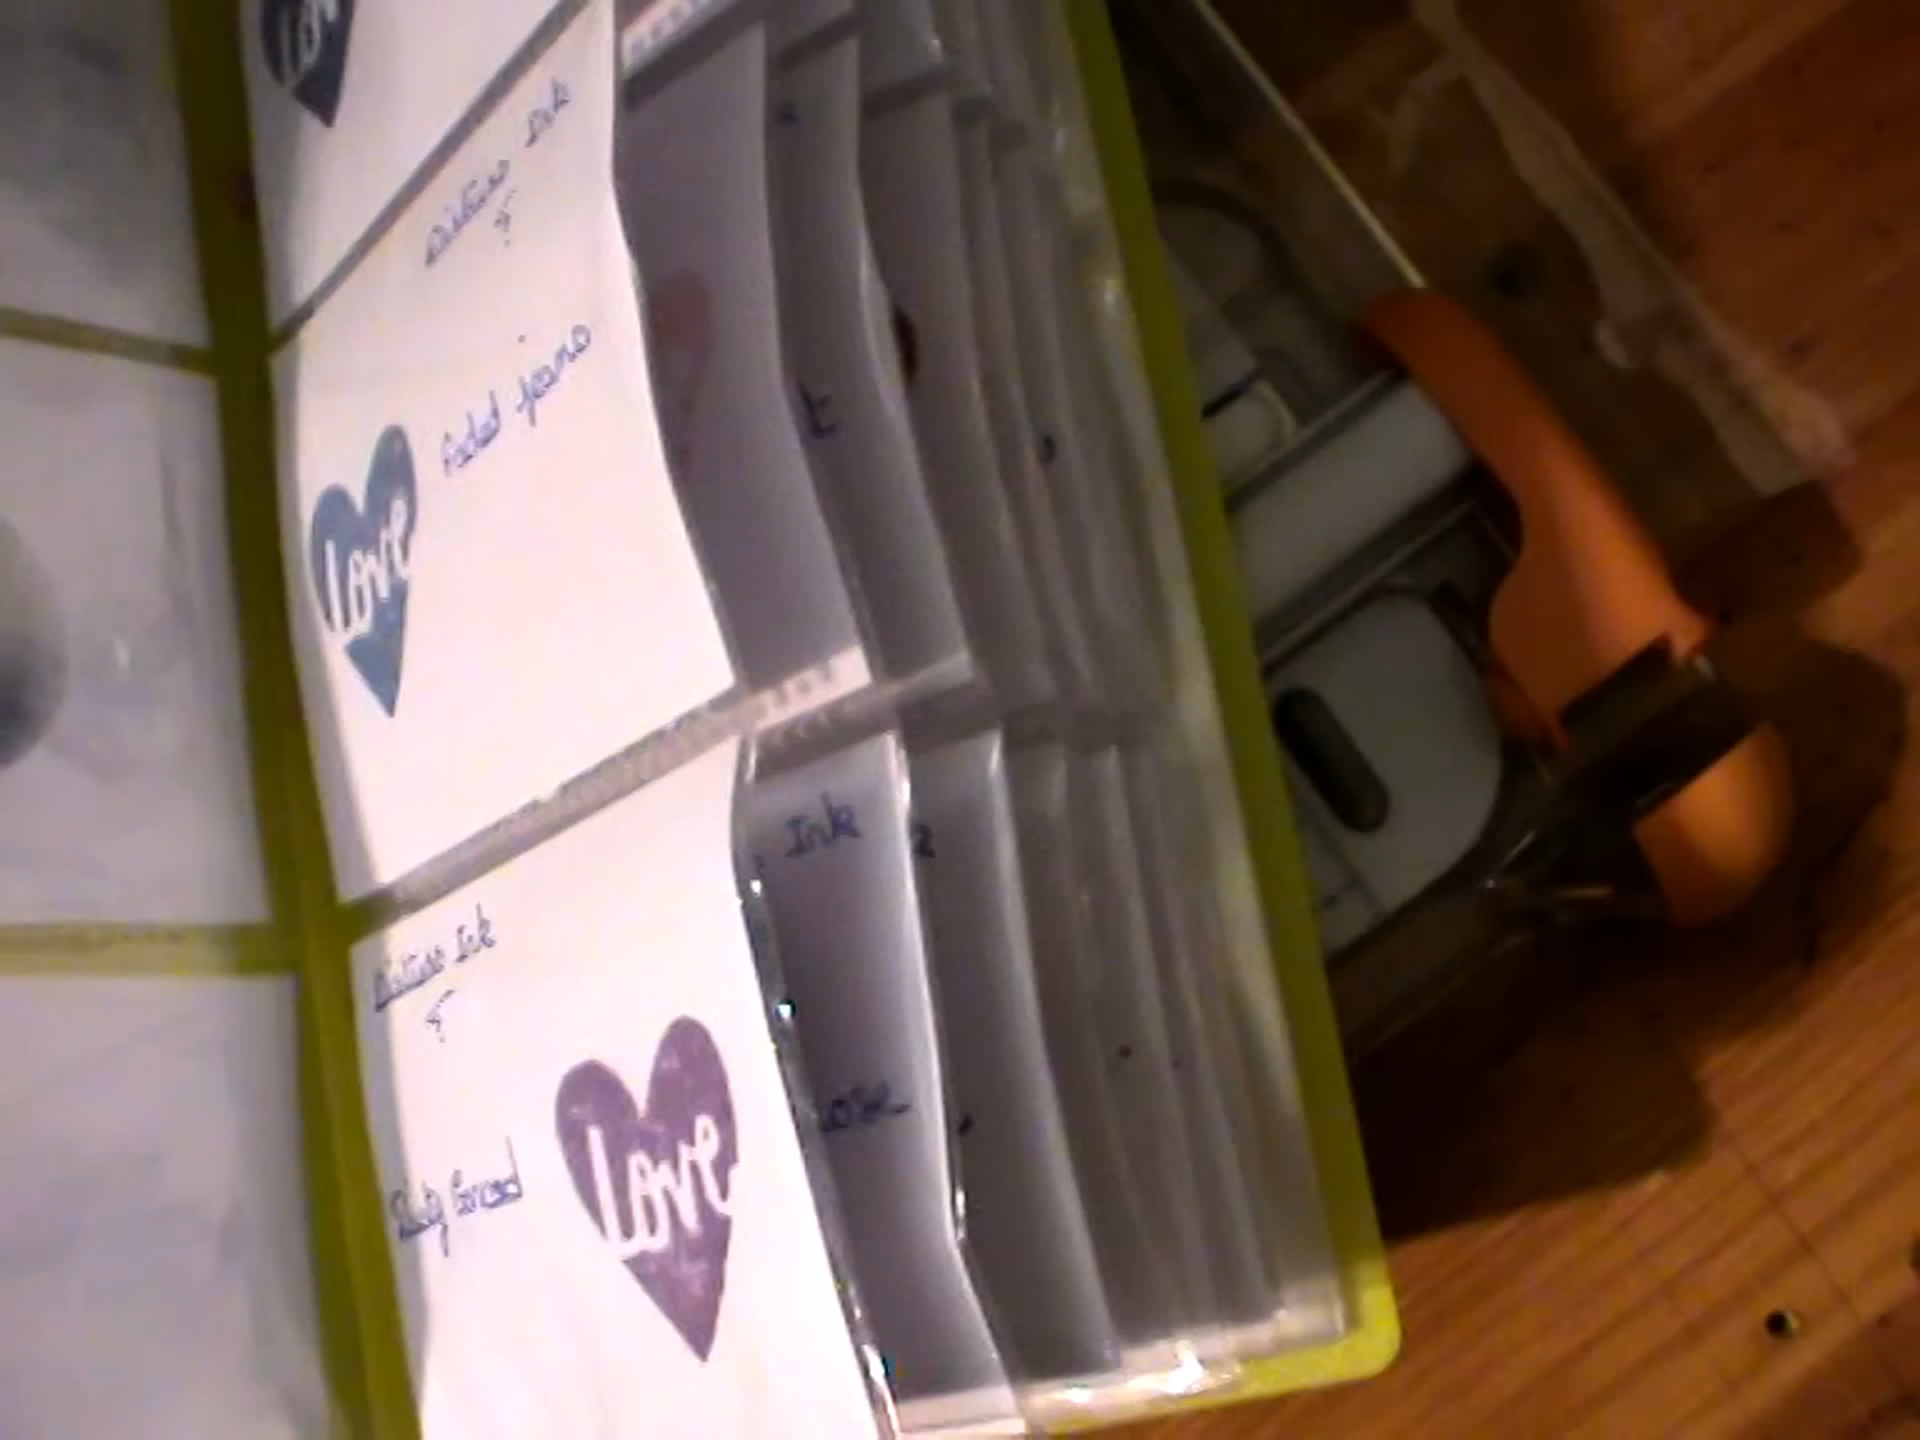 Love
Distress Ink
Faded jeans
Love
Ink
Distress Ink
Dusty Concord
Love